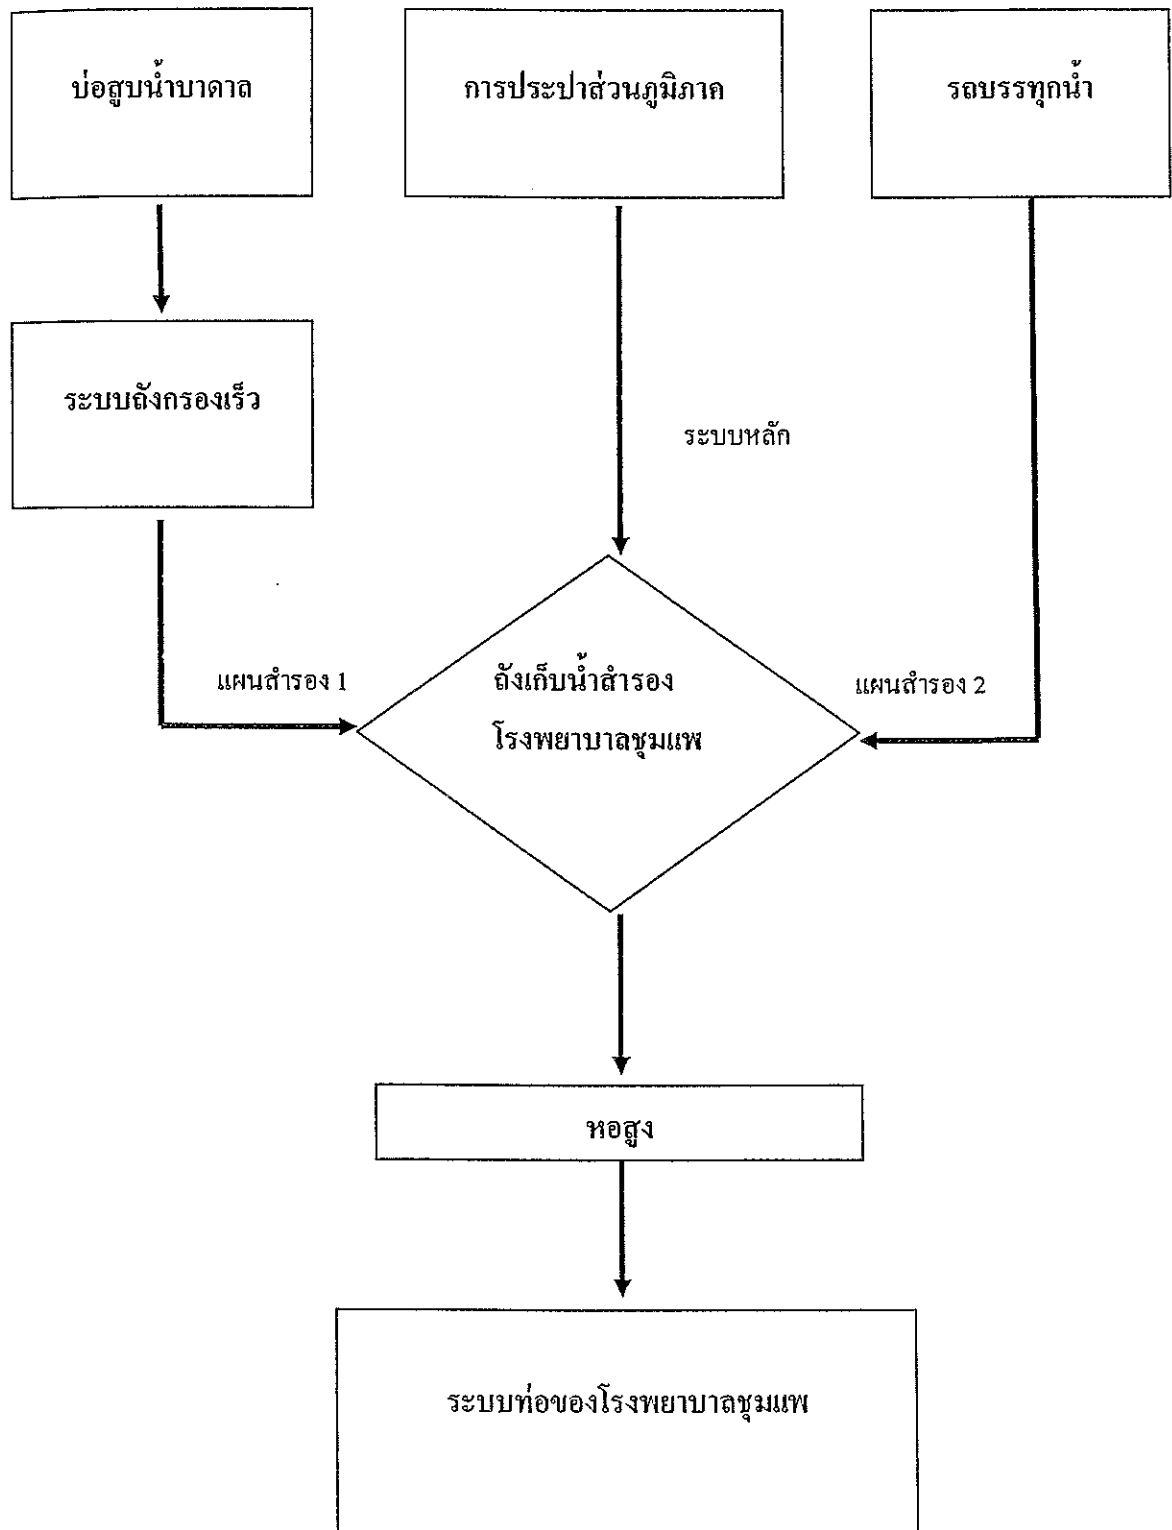 บ่อสูบน้ำบาดาล
การประปาส่วนภูมิภาค
รถบรรทุกน้ำ
ระบบถังกรองเร็ว
ระบบหลัก
แผนสำรอง 1
ถังเก็บน้ำสำรอง
โรงพยาบาลชุมแพ
แผนสำรอง 2
หอสูง
ระบบท่อของโรงพยาบาลชุมแพ